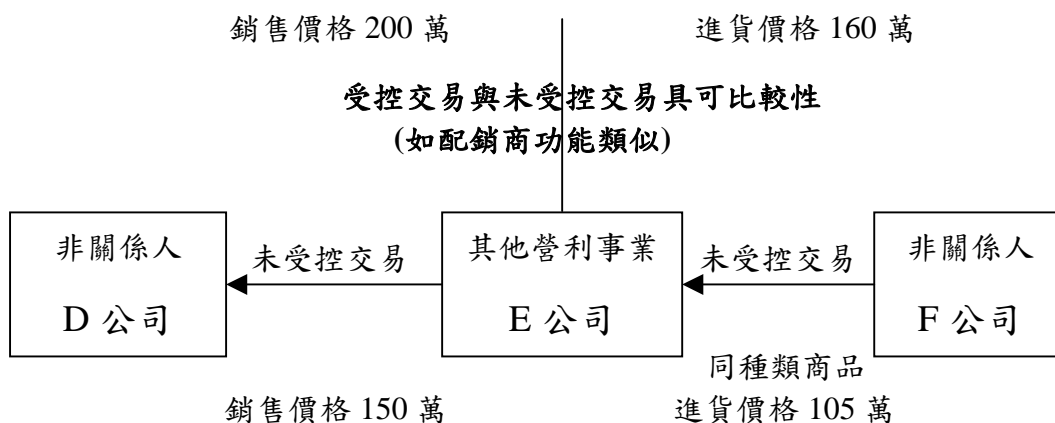 銷售價格 200 萬
進貨價格 160 萬
受控交易與未受控交易具可比較性
(如配銷商功能類似)
非關係人
D 公司
未受控交易
其他營利事業
E 公司
未受控交易
非關係人
F 公司
同種類商品
銷售價格 150 萬
進貨價格 105 萬